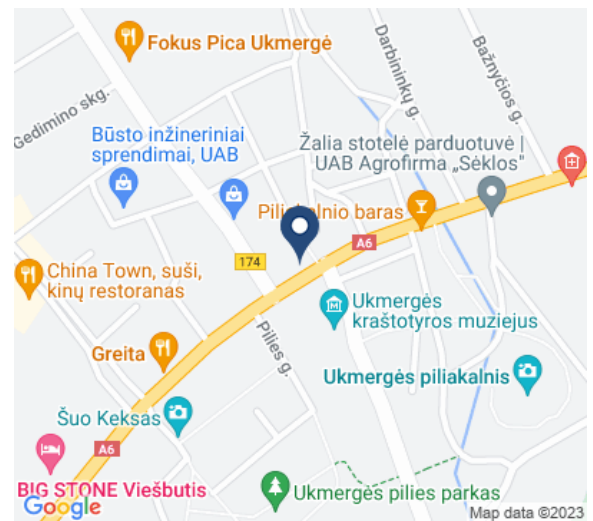 Fokus Pica Ukmergė
Darbininkų g.
Bažnyčios g.
Gedimino skg.
Būsto inžineriniai
sprendimai, UAB
Žalia stotelė parduotuvė |
UAB Agrofirma „Sėklos"
Piliakalnio baras
A6
174
China Town, suši,
kinų restoranas
Ukmergės
kraštotyros muziejus
Pilies g.
Greita
Ukmergės piliakalnis
Šuo Keksas
A6
BIG STONE Viešbutis
Google
Ukmergės pilies parkas
Map data ©2023